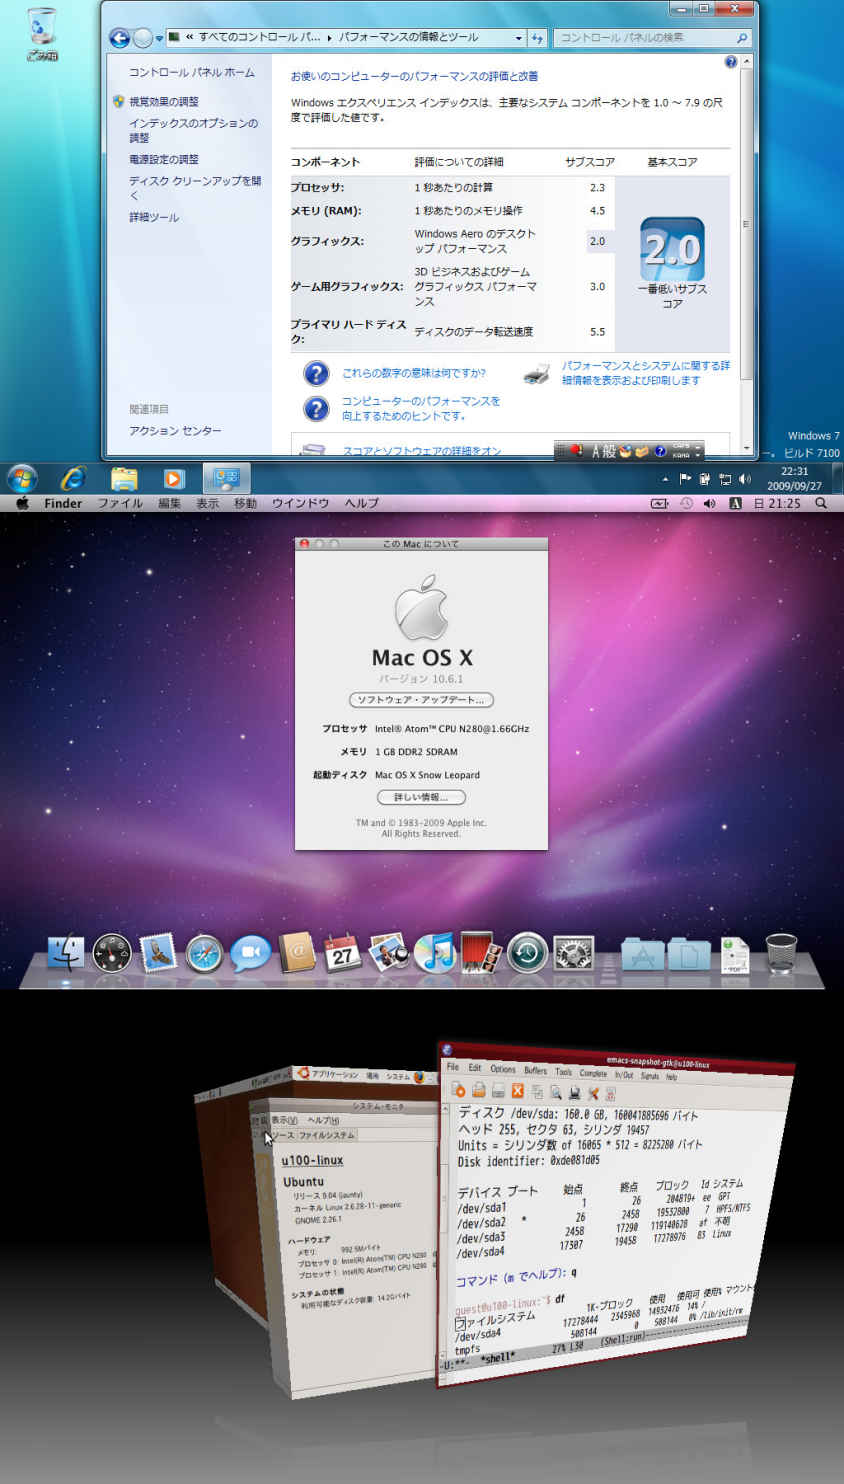 ごみ箱
« すべてのコントロール パ... ▸ パフォーマンスの情報とツール
コントロール パネルの検索
コントロール パネル ホーム
視覚効果の調整
インデックスのオプションの
調整
電源設定の調整
ディスク クリーンアップを開
く
詳細ツール
関連項目
アクション センター
お使いのコンピューターのパフォーマンスの評価と改善
Windows エクスペリエンス インデックスは、主要なシステム コンポーネントを 1.0 ～ 7.9 の尺
度で評価した値です。
コンポーネント 評価についての詳細 サブスコア 基本スコア
プロセッサ: 1 秒あたりの計算 2.3
メモリ (RAM): 1 秒あたりのメモリ操作 4.5
グラフィックス: Windows Aero のデスクト
ップ パフォーマンス 2.0
ゲーム用グラフィックス: 3D ビジネスおよびゲーム
グラフィックス パフォーマ
ンス 3.0
プライマリ ハード ディス
ク: ディスクのデータ転送速度 5.5
2.0
一番低いサブス
コア
これらの数字の意味は何ですか?
パフォーマンスとシステムに関する詳
細情報を表示および印刷します
コンピューターのパフォーマンスを
向上するためのヒントです。
スコアとソフトウェアの詳細をオン
A 般
CAPS
KANA
Windows 7
ビルド 7100
22:31
2009/09/27
Finder ファイル 編集 表示 移動 ウインドウ ヘルプ
A 日 21:25
この Mac について
Mac OS X
バージョン 10.6.1
ソフトウェア・アップデート...
プロセッサ Intel® Atom™ CPU N280@1.66GHz
メモリ 1 GB DDR2 SDRAM
起動ディスク Mac OS X Snow Leopard
詳しい情報...
TM and © 1983-2009 Apple Inc.
All Rights Reserved.
27
PDF
アプリケーション 場所 システム
システム・モニタ
表示(V) ヘルプ(H)
ソース ファイルシステム
u100-linux
Ubuntu
リリース 9.04 (jaunty)
カーネル Linux 2.6.28-11-generic
GNOME 2.26.1
ハードウェア
メモリ: 992.5Mバイト
プロセッサ 0: Intel(R) Atom(TM) CPU N280
プロセッサ 1: Intel(R) Atom(TM) CPU N280
システムの状態
利用可能なディスク容量: 14.2Gバイト
emacs-snapshot-gtk@u100-linux
File Edit Options Buffers Tools Complete In/Out Signals Help
ディスク /dev/sda: 160.0 GB, 160041885696 バイト
ヘッド 255, セクタ 63, シリンダ 19457
Units = シリンダ数 of 16065 * 512 = 8225280 バイト
Disk identifier: 0xde081d05
デバイス ブート 始点 終点 ブロック Id システム
/dev/sda1 1 26 204819+ ee GPT
/dev/sda2 * 26 2458 19532800 7 HPFS/NTFS
/dev/sda3 2458 17290 119140628 af 不明
/dev/sda4 17307 19458 17278976 83 Linux
コマンド (m でヘルプ): q
guest@u100-linux:~$ df
ファイルシステム 1K-ブロック 使用 使用可 使用% マウント
/dev/sda4 17278444 2345968 14932476 14% /
tmpfs 508144 0 508144 0% /lib/init/rw
-U:**- *shell* 27% L30 (Shell:run)